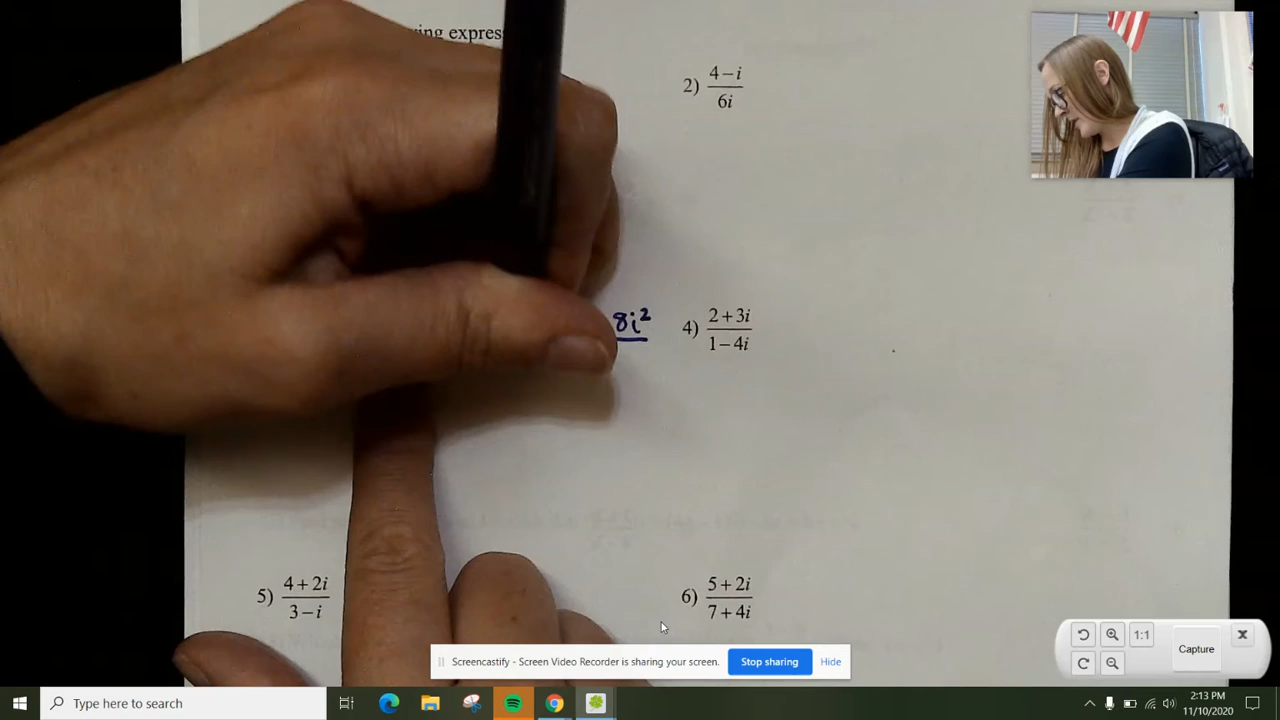 ing expres
2) 4 − i / 6i
8i²
4) 2 + 3i / 1 − 4i
5) 4 + 2i / 3 − i
6) 5 + 2i / 7 + 4i
Screencastify - Screen Video Recorder is sharing your screen. Stop sharing Hide
1:1 Capture
Type here to search
2:13 PM
11/10/2020